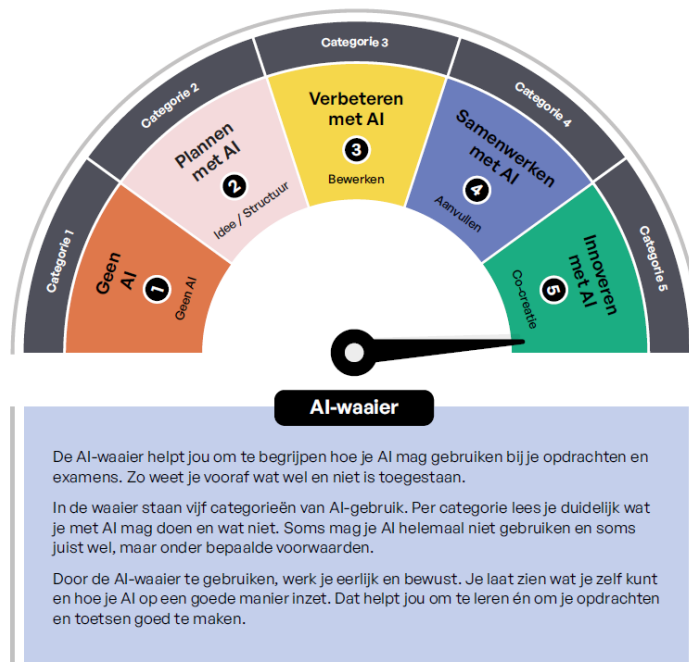 Categorie 1
Geen
AI
1
Geen AI
Categorie 2
Plannen
met AI
2
Idee / Structuur
Categorie 3
Verbeteren
met AI
3
Bewerken
Categorie 4
Samenwerken
met AI
4
Aanvullen
Categorie 5
Innoveren
met AI
5
Co-creatie
AI-waaier
De AI-waaier helpt jou om te begrijpen hoe je AI mag gebruiken bij je opdrachten en
examens. Zo weet je vooraf wat wel en niet is toegestaan.
In de waaier staan vijf categorieën van AI-gebruik. Per categorie lees je duidelijk wat
je met AI mag doen en wat niet. Soms mag je AI helemaal niet gebruiken en soms
juist wel, maar onder bepaalde voorwaarden.
Door de AI-waaier te gebruiken, werk je eerlijk en bewust. Je laat zien wat je zelf kunt
en hoe je AI op een goede manier inzet. Dat helpt jou om te leren én om je opdrachten
en toetsen goed te maken.